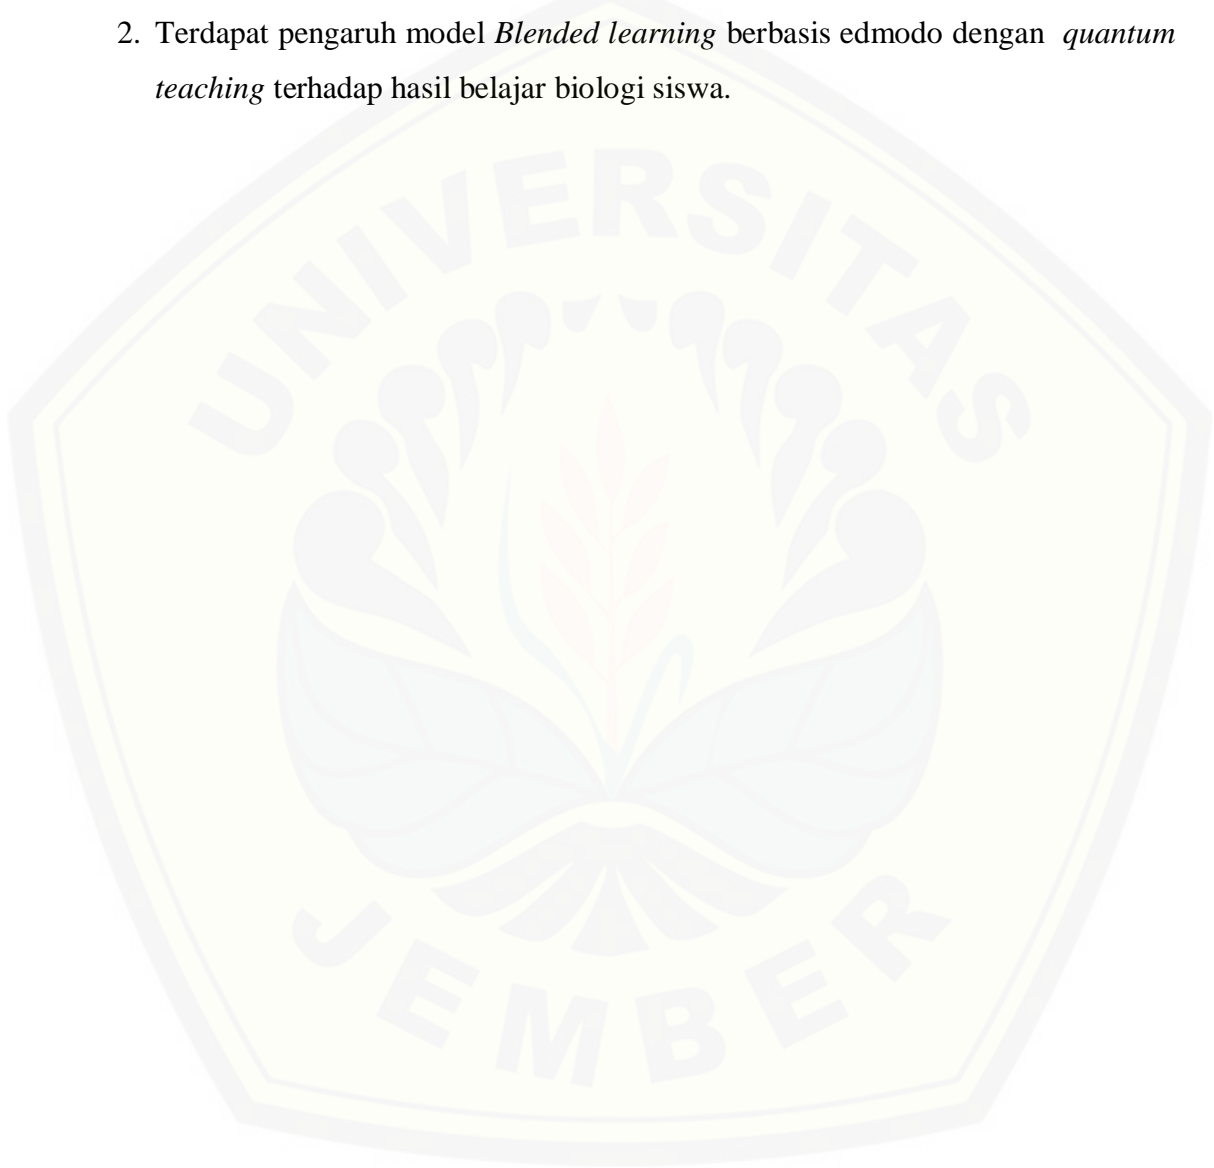 2. Terdapat pengaruh model Blended learning berbasis edmodo dengan quantum
teaching terhadap hasil belajar biologi siswa.
UNIVERSITAS
JEMBER